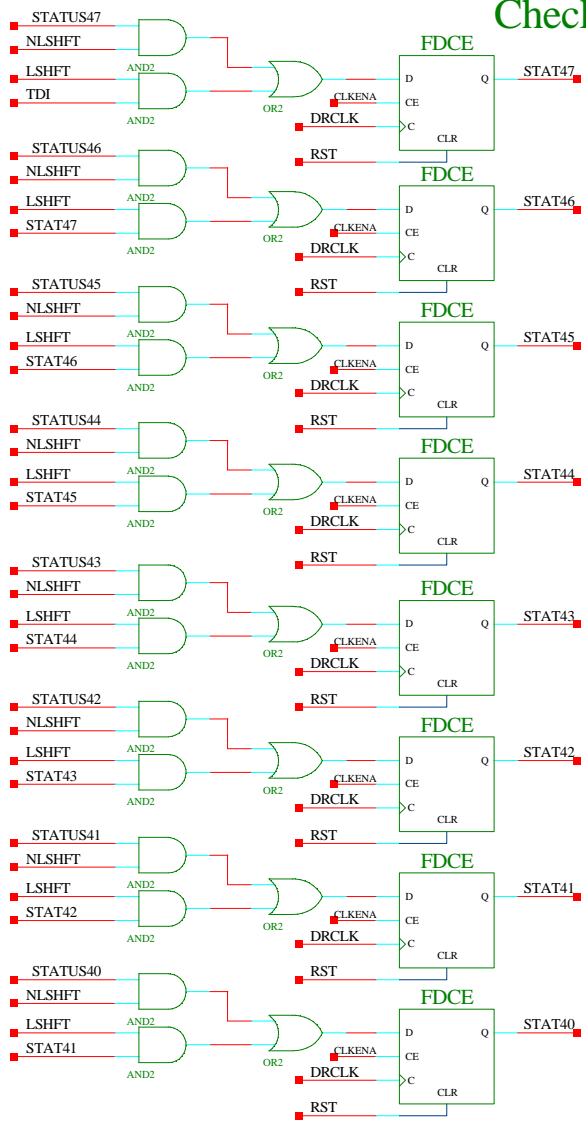 Check
STATUS47
NLSHFT
AND2
LSHFT
TDI
AND2
OR2
FDCE
D
Q
STAT47
CLKENA
CE
DRCLK
C
CLR
RST
STATUS46
NLSHFT
AND2
LSHFT
STAT47
AND2
OR2
FDCE
D
Q
STAT46
CLKENA
CE
DRCLK
C
CLR
RST
STATUS45
NLSHFT
AND2
LSHFT
STAT46
AND2
OR2
FDCE
D
Q
STAT45
CLKENA
CE
DRCLK
C
CLR
RST
STATUS44
NLSHFT
AND2
LSHFT
STAT45
AND2
OR2
FDCE
D
Q
STAT44
CLKENA
CE
DRCLK
C
CLR
RST
STATUS43
NLSHFT
AND2
LSHFT
STAT44
AND2
OR2
FDCE
D
Q
STAT43
CLKENA
CE
DRCLK
C
CLR
RST
STATUS42
NLSHFT
AND2
LSHFT
STAT43
AND2
OR2
FDCE
D
Q
STAT42
CLKENA
CE
DRCLK
C
CLR
RST
STATUS41
NLSHFT
AND2
LSHFT
STAT42
AND2
OR2
FDCE
D
Q
STAT41
CLKENA
CE
DRCLK
C
CLR
RST
STATUS40
NLSHFT
AND2
LSHFT
STAT41
AND2
OR2
FDCE
D
Q
STAT40
CLKENA
CE
DRCLK
C
CLR
RST